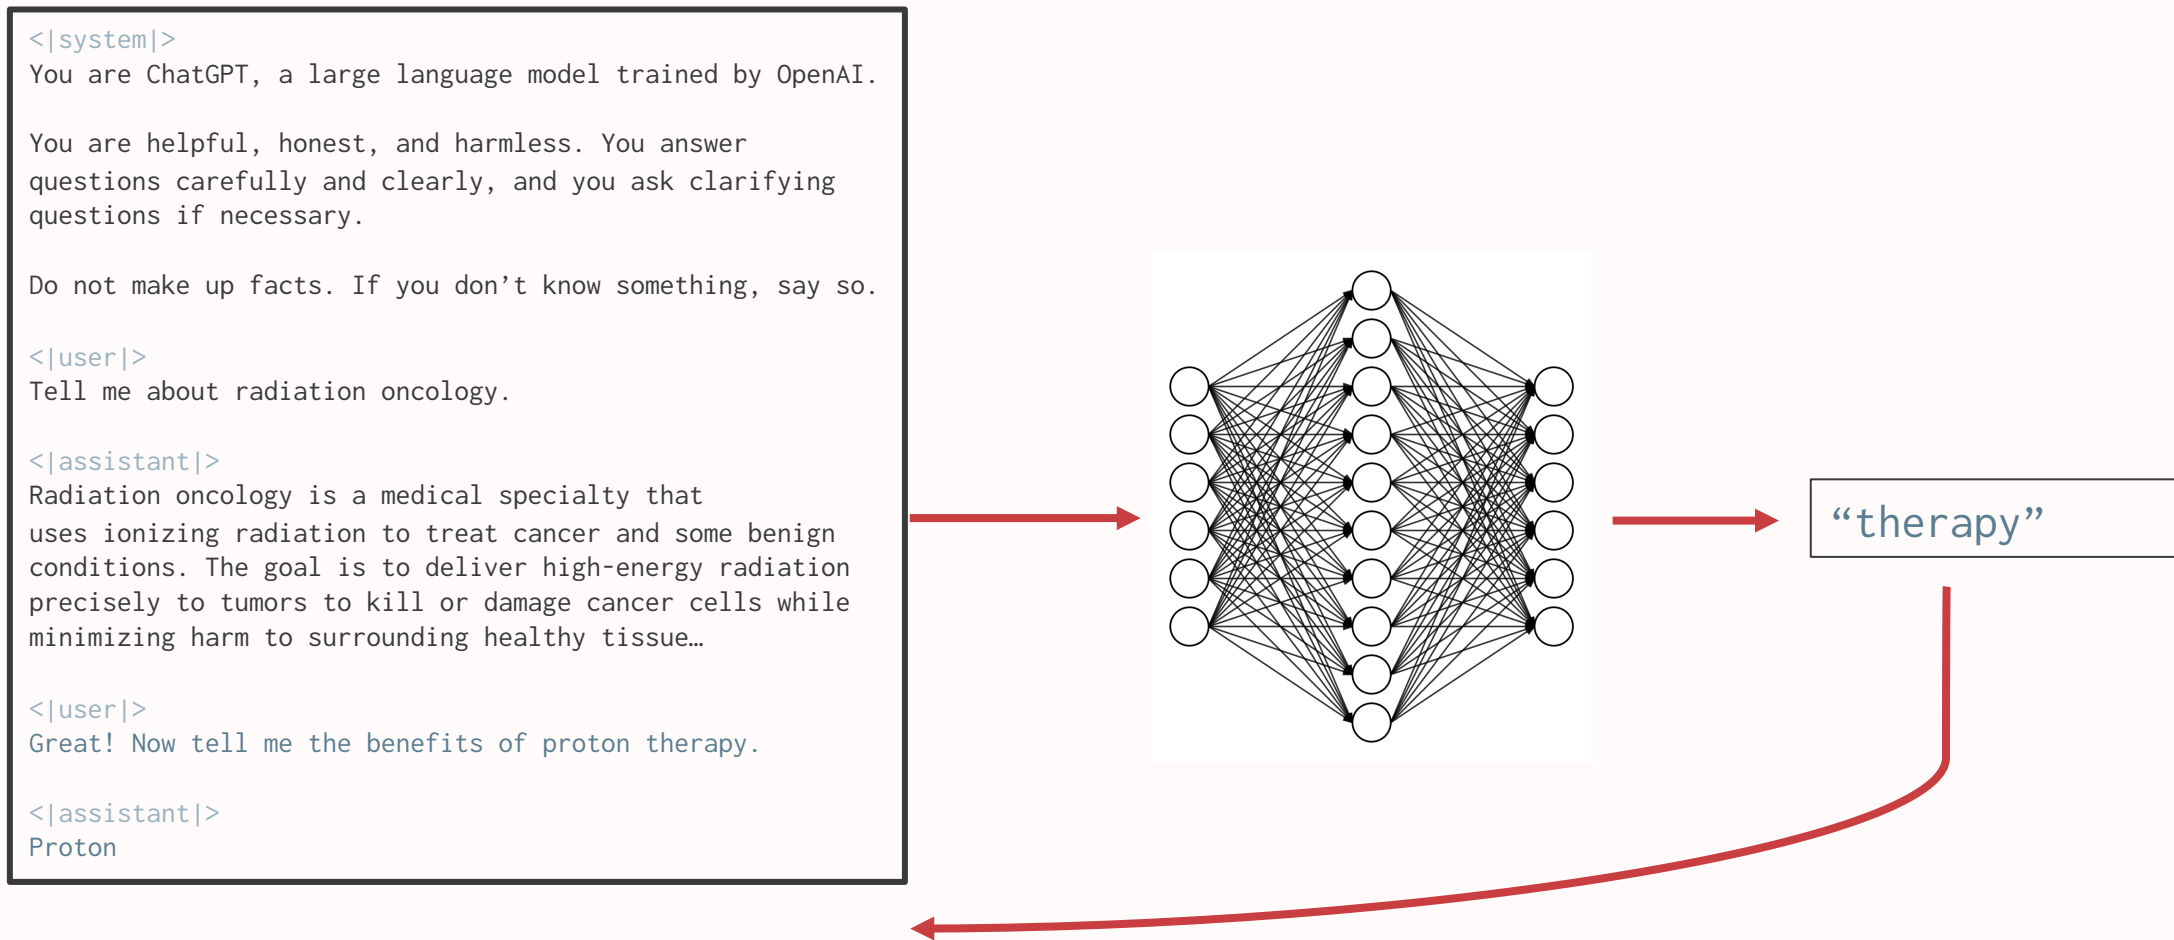 <|system|>
You are ChatGPT, a large language model trained by OpenAI.
You are helpful, honest, and harmless. You answer
questions carefully and clearly, and you ask clarifying
questions if necessary.
Do not make up facts. If you don’t know something, say so.
<|user|>
Tell me about radiation oncology.
<|assistant|>
Radiation oncology is a medical specialty that
uses ionizing radiation to treat cancer and some benign
conditions. The goal is to deliver high-energy radiation
precisely to tumors to kill or damage cancer cells while
minimizing harm to surrounding healthy tissue…
<|user|>
Great! Now tell me the benefits of proton therapy.
<|assistant|>
Proton
“therapy”